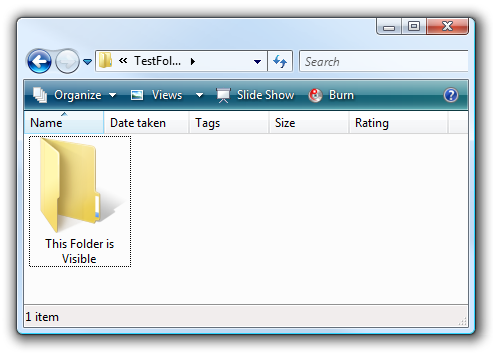 « TestFol...
Search
Organize Views Slide Show Burn ?
Name Date taken Tags Size Rating
This Folder is
Visible
1 item